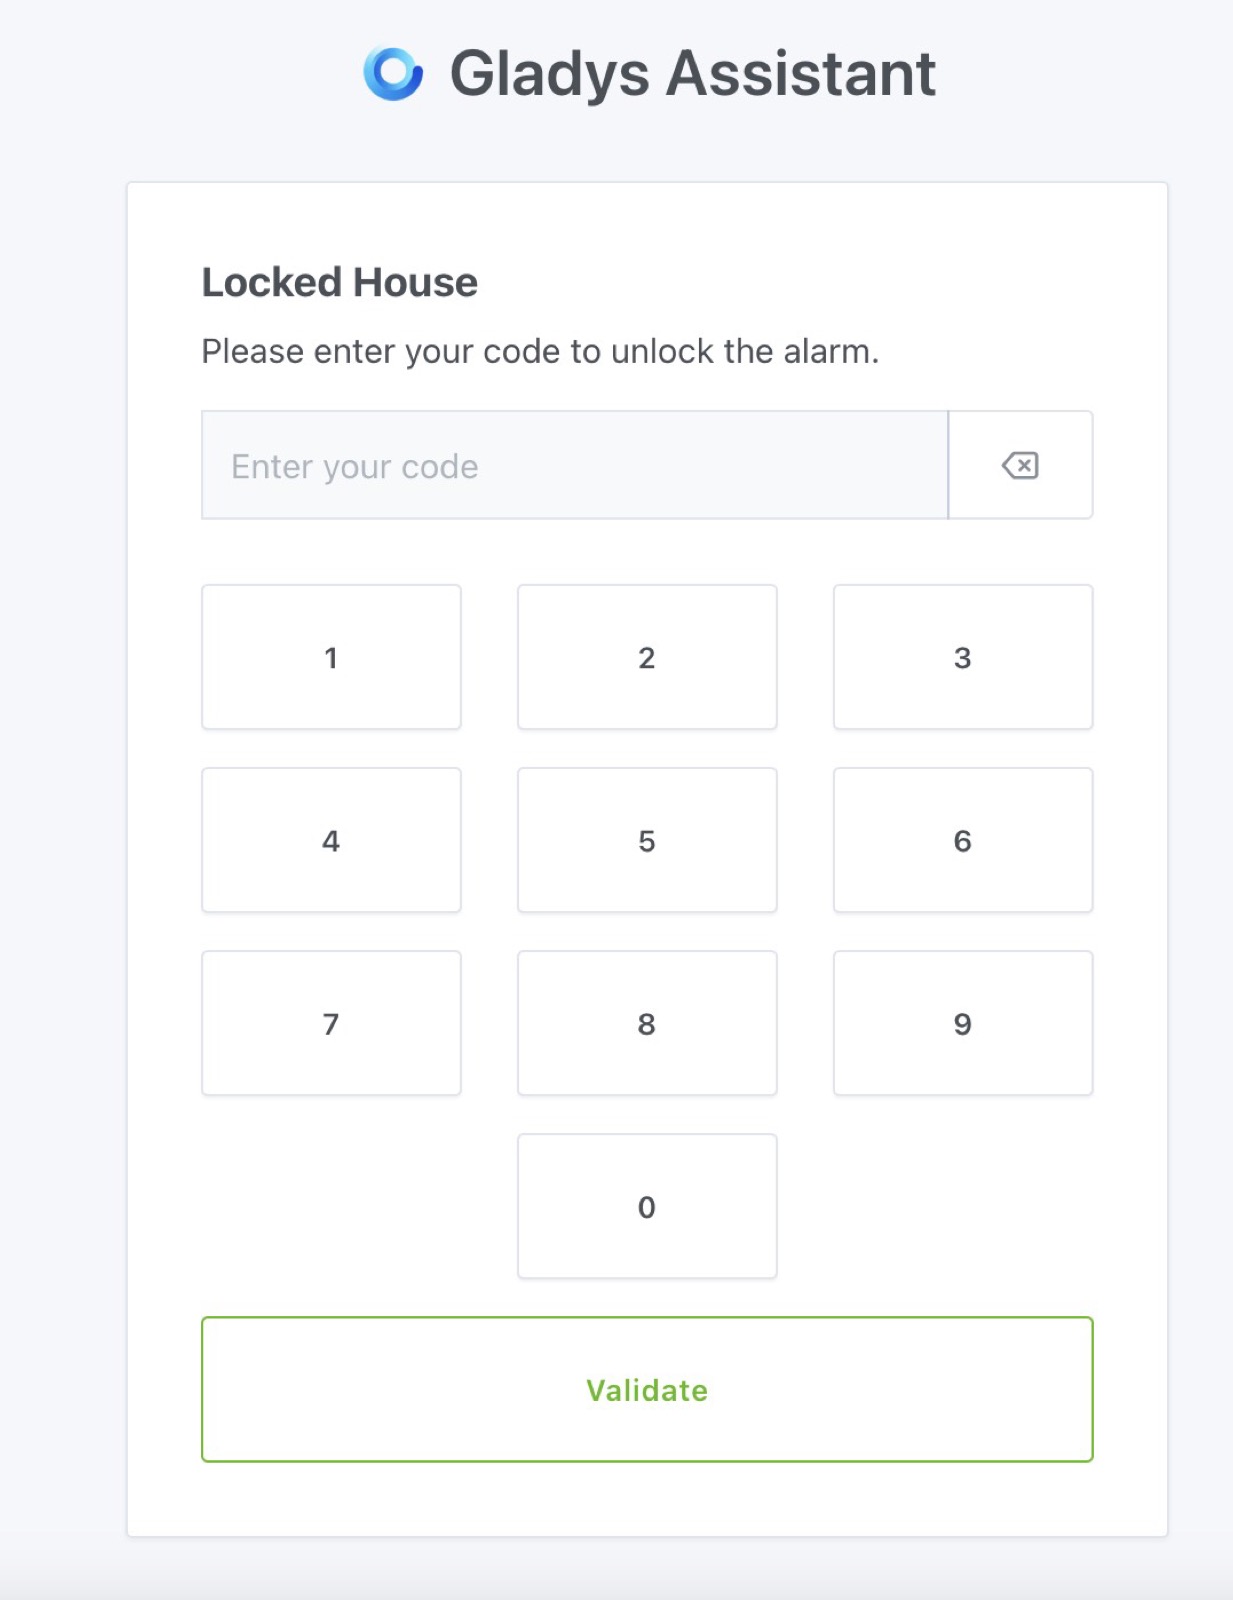 Gladys Assistant
Locked House
Please enter your code to unlock the alarm.
Enter your code
1 2 3
4 5 6
7 8 9
0
Validate